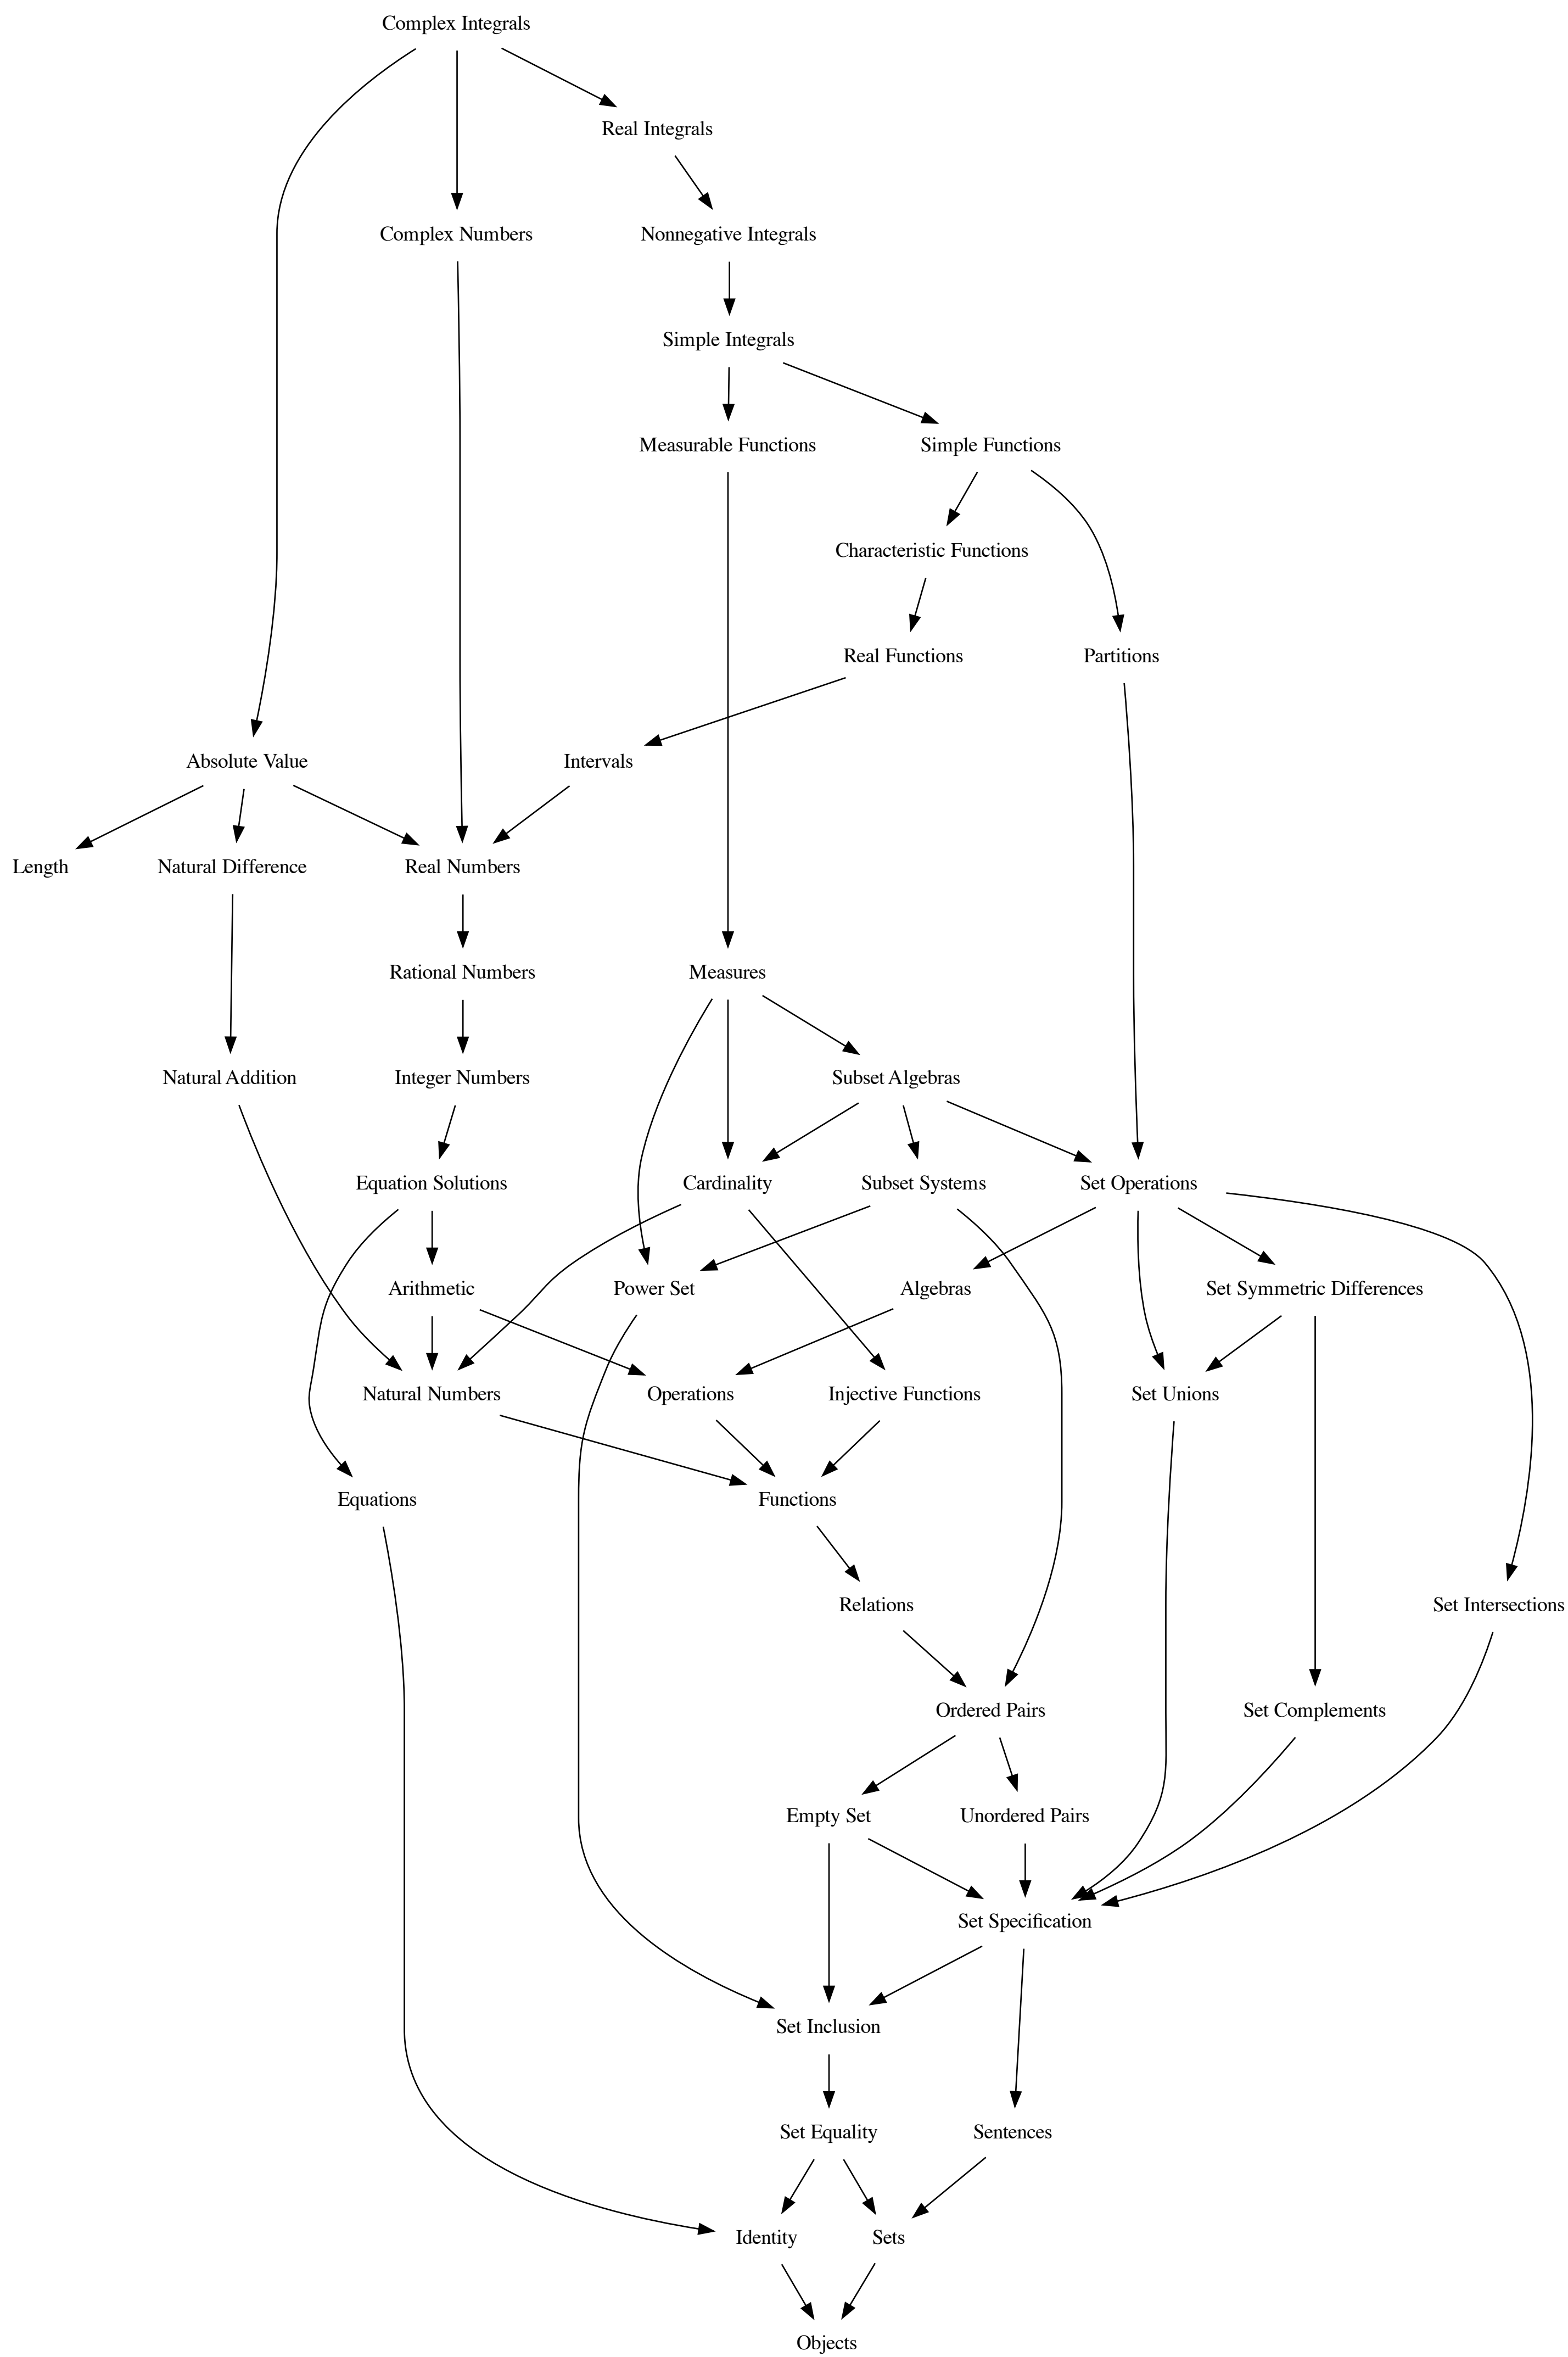 Complex Integrals
Real Integrals
Complex Numbers
Nonnegative Integrals
Simple Integrals
Measurable Functions
Simple Functions
Characteristic Functions
Real Functions
Partitions
Absolute Value
Intervals
Length
Natural Difference
Real Numbers
Rational Numbers
Measures
Natural Addition
Integer Numbers
Subset Algebras
Equation Solutions
Cardinality
Subset Systems
Set Operations
Arithmetic
Power Set
Algebras
Set Symmetric Differences
Natural Numbers
Operations
Injective Functions
Set Unions
Equations
Functions
Relations
Set Intersections
Ordered Pairs
Set Complements
Empty Set
Unordered Pairs
Set Specification
Set Inclusion
Set Equality
Sentences
Identity
Sets
Objects